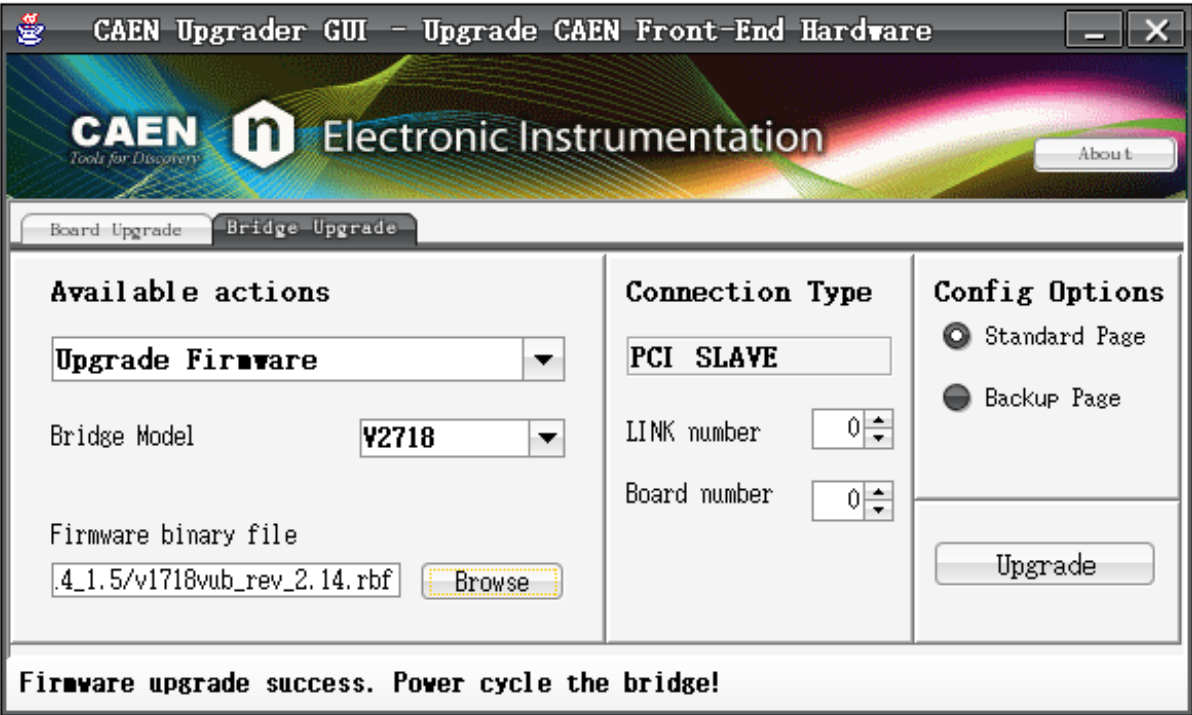 CAEN Upgrader GUI - Upgrade CAEN Front-End Hardware
CAEN
Tools for Discovery
n
Electronic Instrumentation
About
Board Upgrade
Bridge Upgrade
Available actions
Upgrade Firmware
Bridge Model
V2718
Firmware binary file
.4_1.5/v1718vub_rev_2.14.rbf
Browse
Connection Type
PCI SLAVE
LINK number
0
Board number
0
Config Options
Standard Page
Backup Page
Upgrade
Firmware upgrade success. Power cycle the bridge!